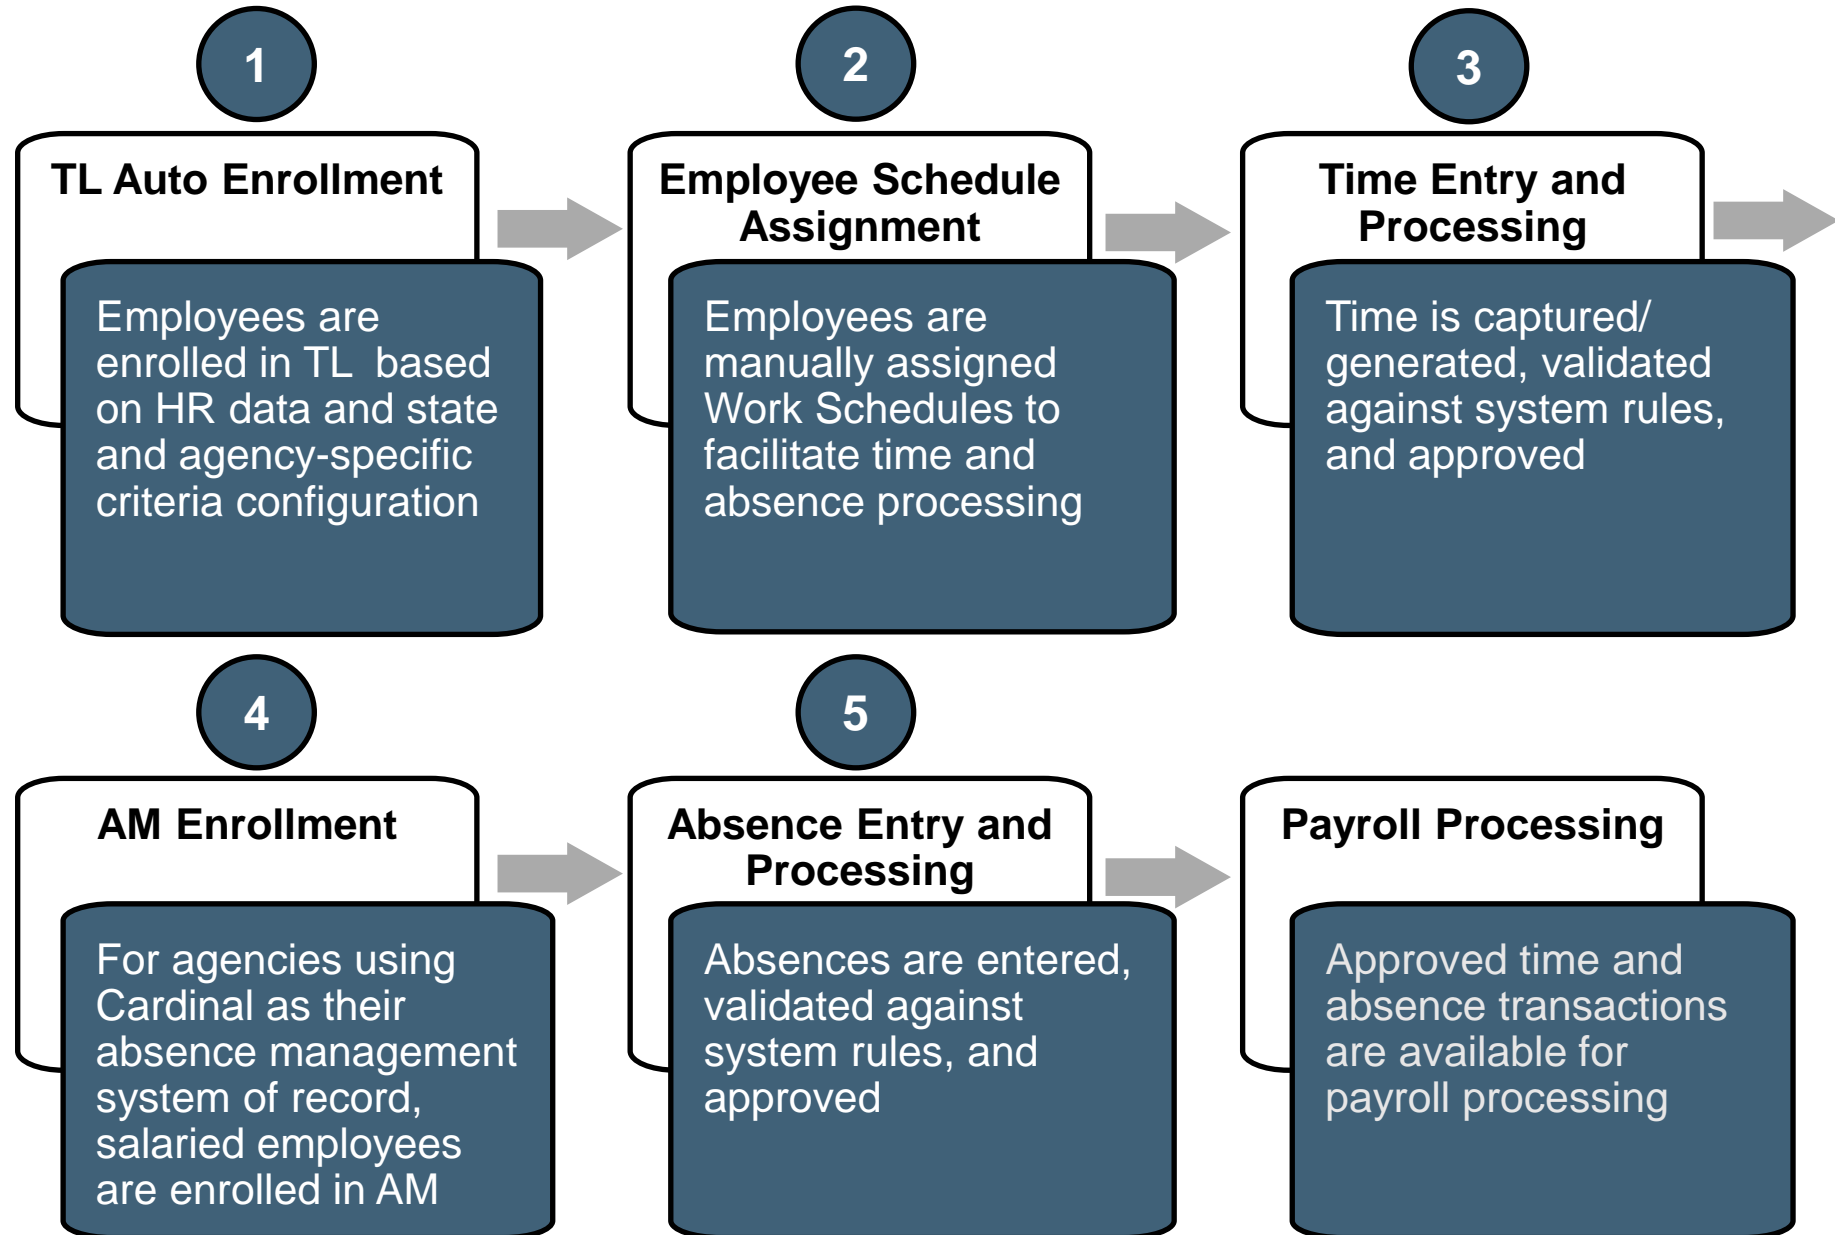 1
TL Auto Enrollment
Employees are
enrolled in TL based
on HR data and state
and agency-specific
criteria configuration
2
Employee Schedule
Assignment
Employees are
manually assigned
Work Schedules to
facilitate time and
absence processing
3
Time Entry and
Processing
Time is captured/
generated, validated
against system rules,
and approved
4
AM Enrollment
For agencies using
Cardinal as their
absence management
system of record,
salaried employees
are enrolled in AM
5
Absence Entry and
Processing
Absences are entered,
validated against
system rules, and
approved
Payroll Processing
Approved time and
absence transactions
are available for
payroll processing